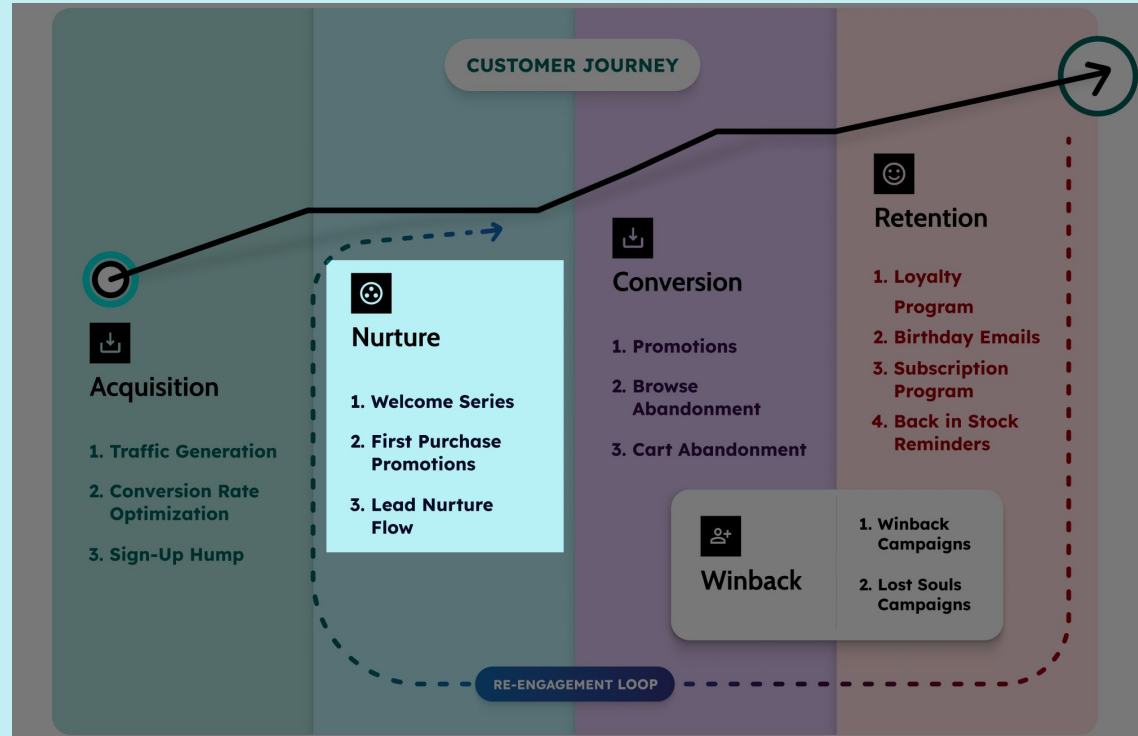 CUSTOMER JOURNEY
Acquisition
1. Traffic Generation
2. Conversion Rate
Optimization
3. Sign-Up Hump
Nurture
1. Welcome Series
2. First Purchase
Promotions
3. Lead Nurture
Flow
Conversion
1. Promotions
2. Browse
Abandonment
3. Cart Abandonment
Retention
1. Loyalty
Program
2. Birthday Emails
3. Subscription
Program
4. Back in Stock
Reminders
Winback
1. Winback
Campaigns
2. Lost Souls
Campaigns
RE-ENGAGEMENT LOOP